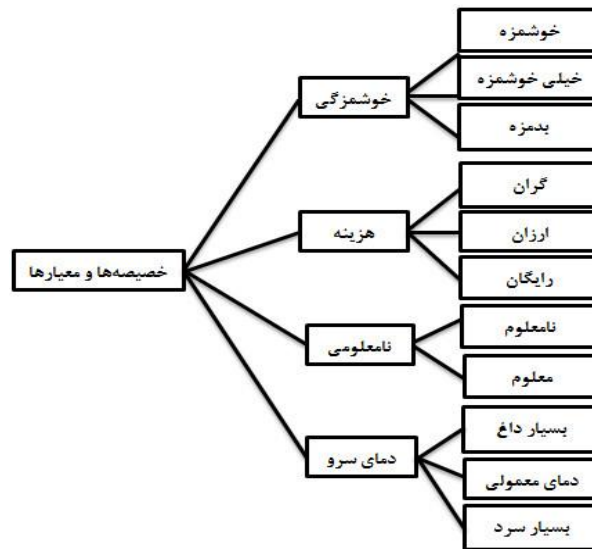 خصیصه‌ها و معیارها
خوشمزگی
خوشمزه
خیلی خوشمزه
بدمزه
هزینه
گران
ارزان
رایگان
نامعلومی
نامعلوم
معلوم
دمای سرو
بسیار داغ
دمای معمولی
بسیار سرد